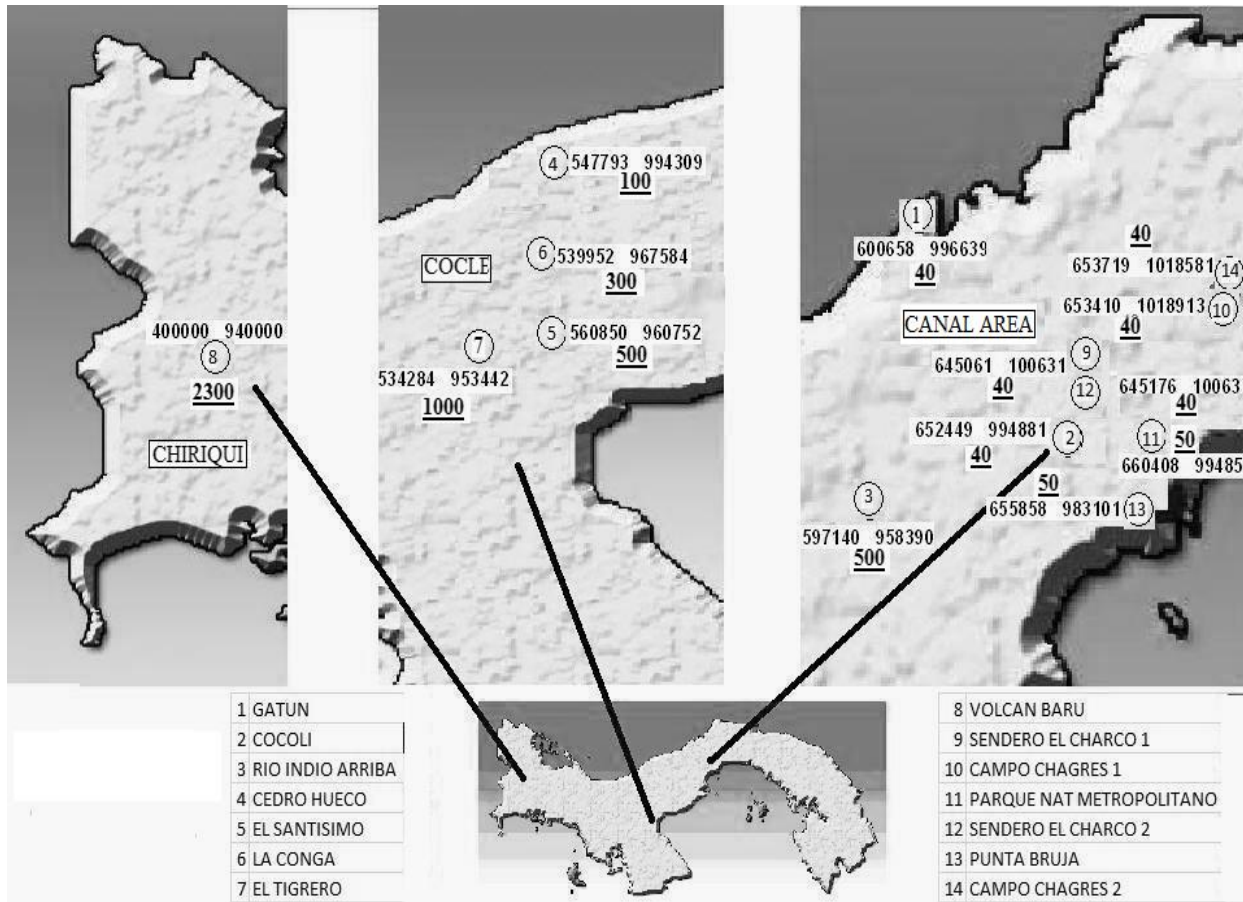 400000 940000
8
2300
CHIRIQUI
4 547793 994309
100
6 539952 967584
COCLE
300
7
5 560850 960752
500
534284 953442
1000
1
600658 996639
40
40
653719 1018581
14
653410 1018913 10
40
CANAL AREA
9
645061 100631
40
12
645176 10063
40
652449 994881 2
40
11
50
660408 99485
50
655858 983101 13
3
597140 958390
500
1 GATUN
2 COCOLI
3 RIO INDIO ARRIBA
4 CEDRO HUECO
5 EL SANTISIMO
6 LA CONGA
7 EL TIGRERO
8 VOLCAN BARU
9 SENDERO EL CHARCO 1
10 CAMPO CHAGRES 1
11 PARQUE NAT METROPOLITANO
12 SENDERO EL CHARCO 2
13 PUNTA BRUJA
14 CAMPO CHAGRES 2